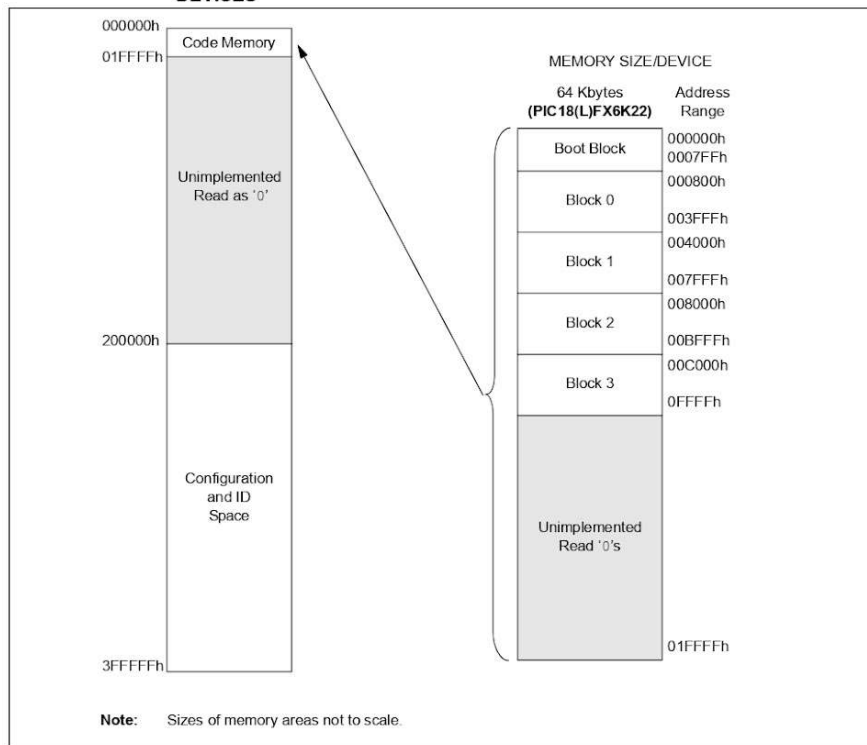 DEVICES
000000h
Code Memory
01FFFFh
Unimplemented
Read as ‘0’
200000h
Configuration
and ID
Space
3FFFFFh
MEMORY SIZE/DEVICE
64 Kbytes
(PIC18(L)FX6K22)
Address
Range
Boot Block
000000h
0007FFh
Block 0
000800h
003FFFh
Block 1
004000h
007FFFh
Block 2
008000h
00BFFFh
Block 3
00C000h
0FFFFh
Unimplemented
Read ‘0’s
01FFFFh
Note: Sizes of memory areas not to scale.